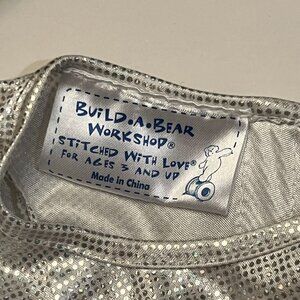 BUILD.A.BEAR
WORKSHOP®
STITCHED WITH LOVE®
FOR AGES 3 AND UP
Made in China